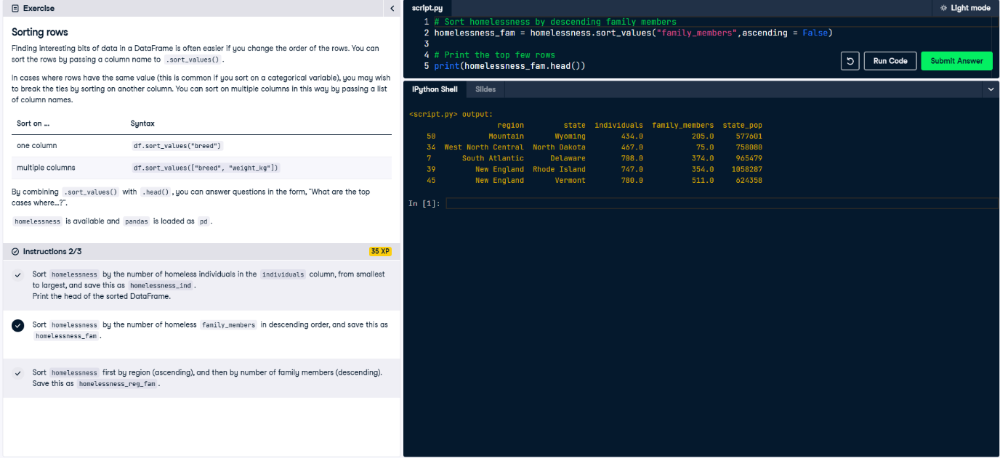 Exercise
Sorting rows
Finding interesting bits of data in a DataFrame is often easier if you change the order of the rows. You can
sort the rows by passing a column name to .sort_values() .
In cases where rows have the same value (this is common if you sort on a categorical variable), you may wish
to break the ties by sorting on another column. You can sort on multiple columns in this way by passing a list
of column names.
Sort on … Syntax
one column df.sort_values("breed")
multiple columns df.sort_values(["breed", "weight_kg"])
By combining .sort_values() with .head() , you can answer questions in the form, "What are the top
cases where…?".
homelessness is available and pandas is loaded as pd .
Instructions 2/3 35 XP
Sort homelessness by the number of homeless individuals in the individuals column, from smallest
to largest, and save this as homelessness_ind .
Print the head of the sorted DataFrame.
Sort homelessness by the number of homeless family_members in descending order, and save this as
homelessness_fam .
Sort homelessness first by region (ascending), and then by number of family members (descending).
Save this as homelessness_reg_fam .
script.py Light mode
1 # Sort homelessness by descending family members
2 homelessness_fam = homelessness.sort_values("family_members",ascending = False)
3
4 # Print the top few rows
5 print(homelessness_fam.head())
Run Code Submit Answer
IPython Shell Slides
<script.py> output:
region state individuals family_members state_pop
50 Mountain Wyoming 434.0 205.0 577601
34 West North Central North Dakota 467.0 75.0 758080
7 South Atlantic Delaware 708.0 374.0 965479
39 New England Rhode Island 747.0 354.0 1058287
45 New England Vermont 780.0 511.0 624358
In [1]: